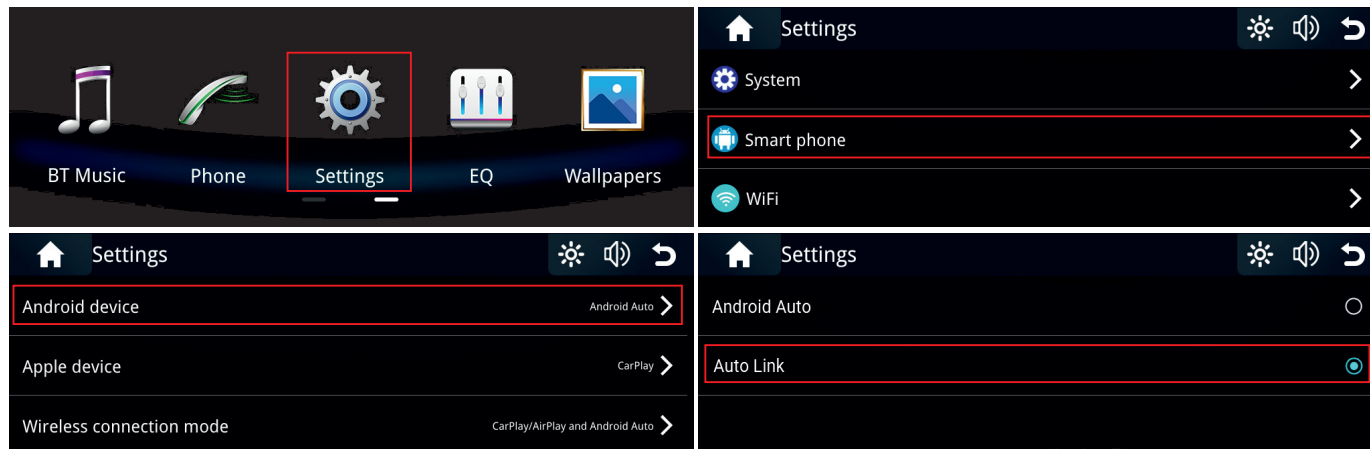 BT Music
Phone
Settings
EQ
Wallpapers
Settings
System
Smart phone
WiFi
Settings
Android device Android Auto
Apple device CarPlay
Wireless connection mode CarPlay/AirPlay and Android Auto
Settings
Android Auto
Auto Link